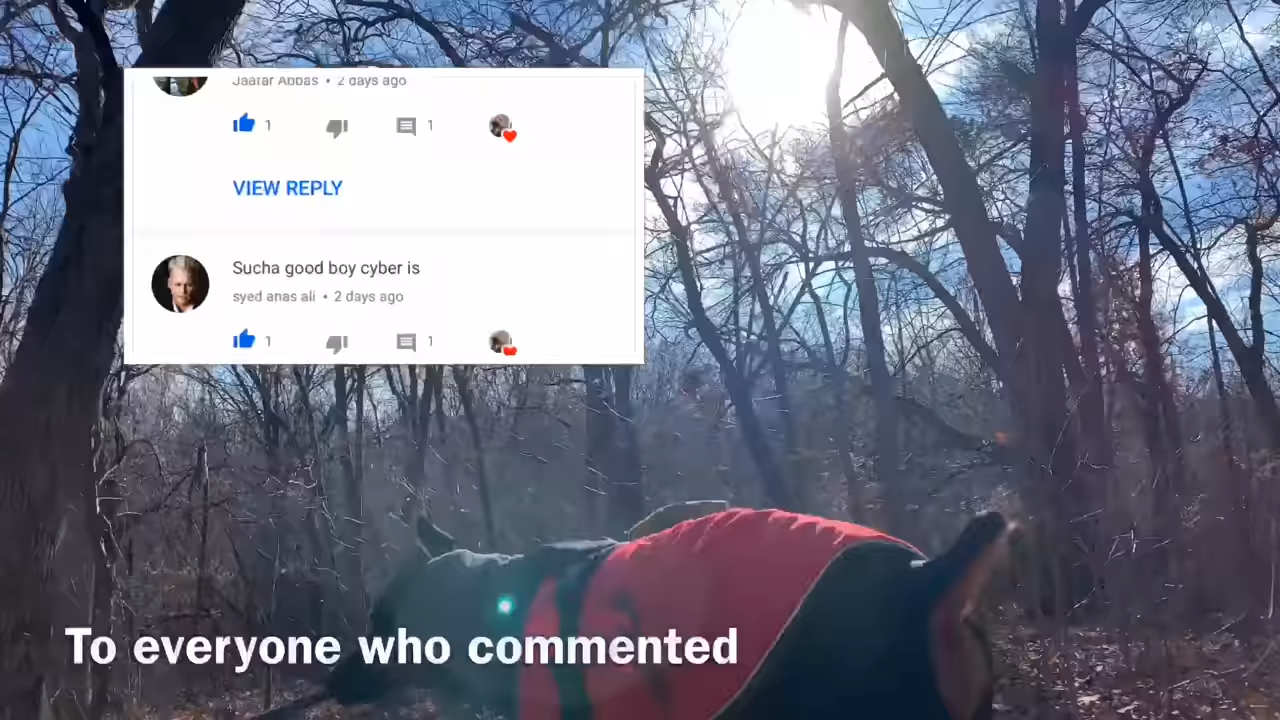 Jaafar Abbas • 2 days ago
1 1
VIEW REPLY
Sucha good boy cyber is
syed anas ali • 2 days ago
1 1
To everyone who commented